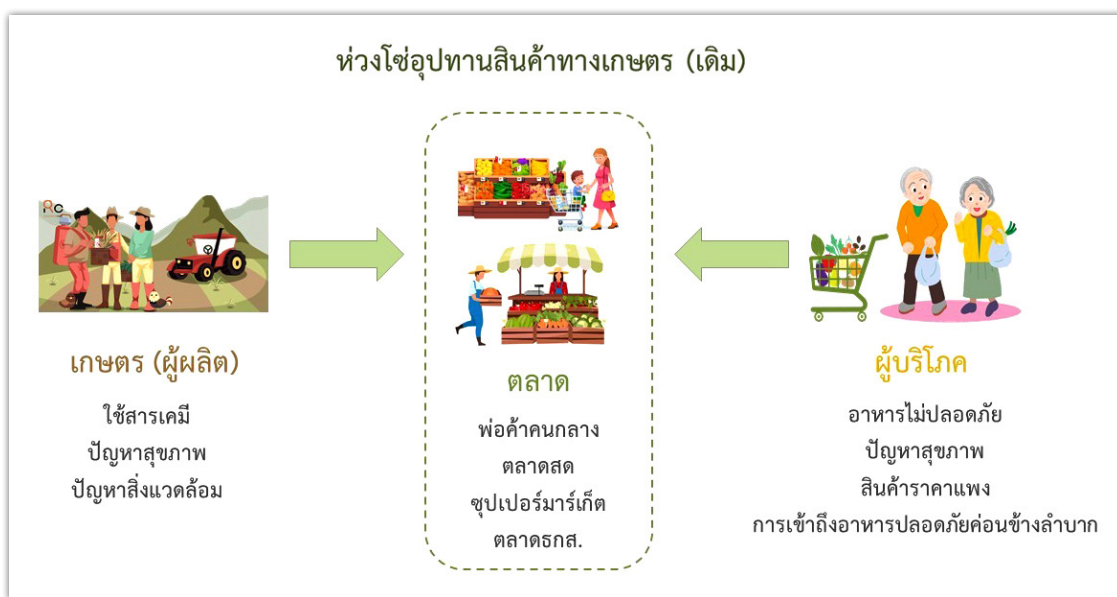 ห่วงโซ่อุปทานสินค้าทางเกษตร (เดิม)
เกษตร (ผู้ผลิต)
ใช้สารเคมี
ปัญหาสุขภาพ
ปัญหาสิ่งแวดล้อม
ตลาด
พ่อค้าคนกลาง
ตลาดสด
ซุปเปอร์มาร์เก็ต
ตลาดธกส.
ผู้บริโภค
อาหารไม่ปลอดภัย
ปัญหาสุขภาพ
สินค้าราคาแพง
การเข้าถึงอาหารปลอดภัยค่อนข้างลำบาก